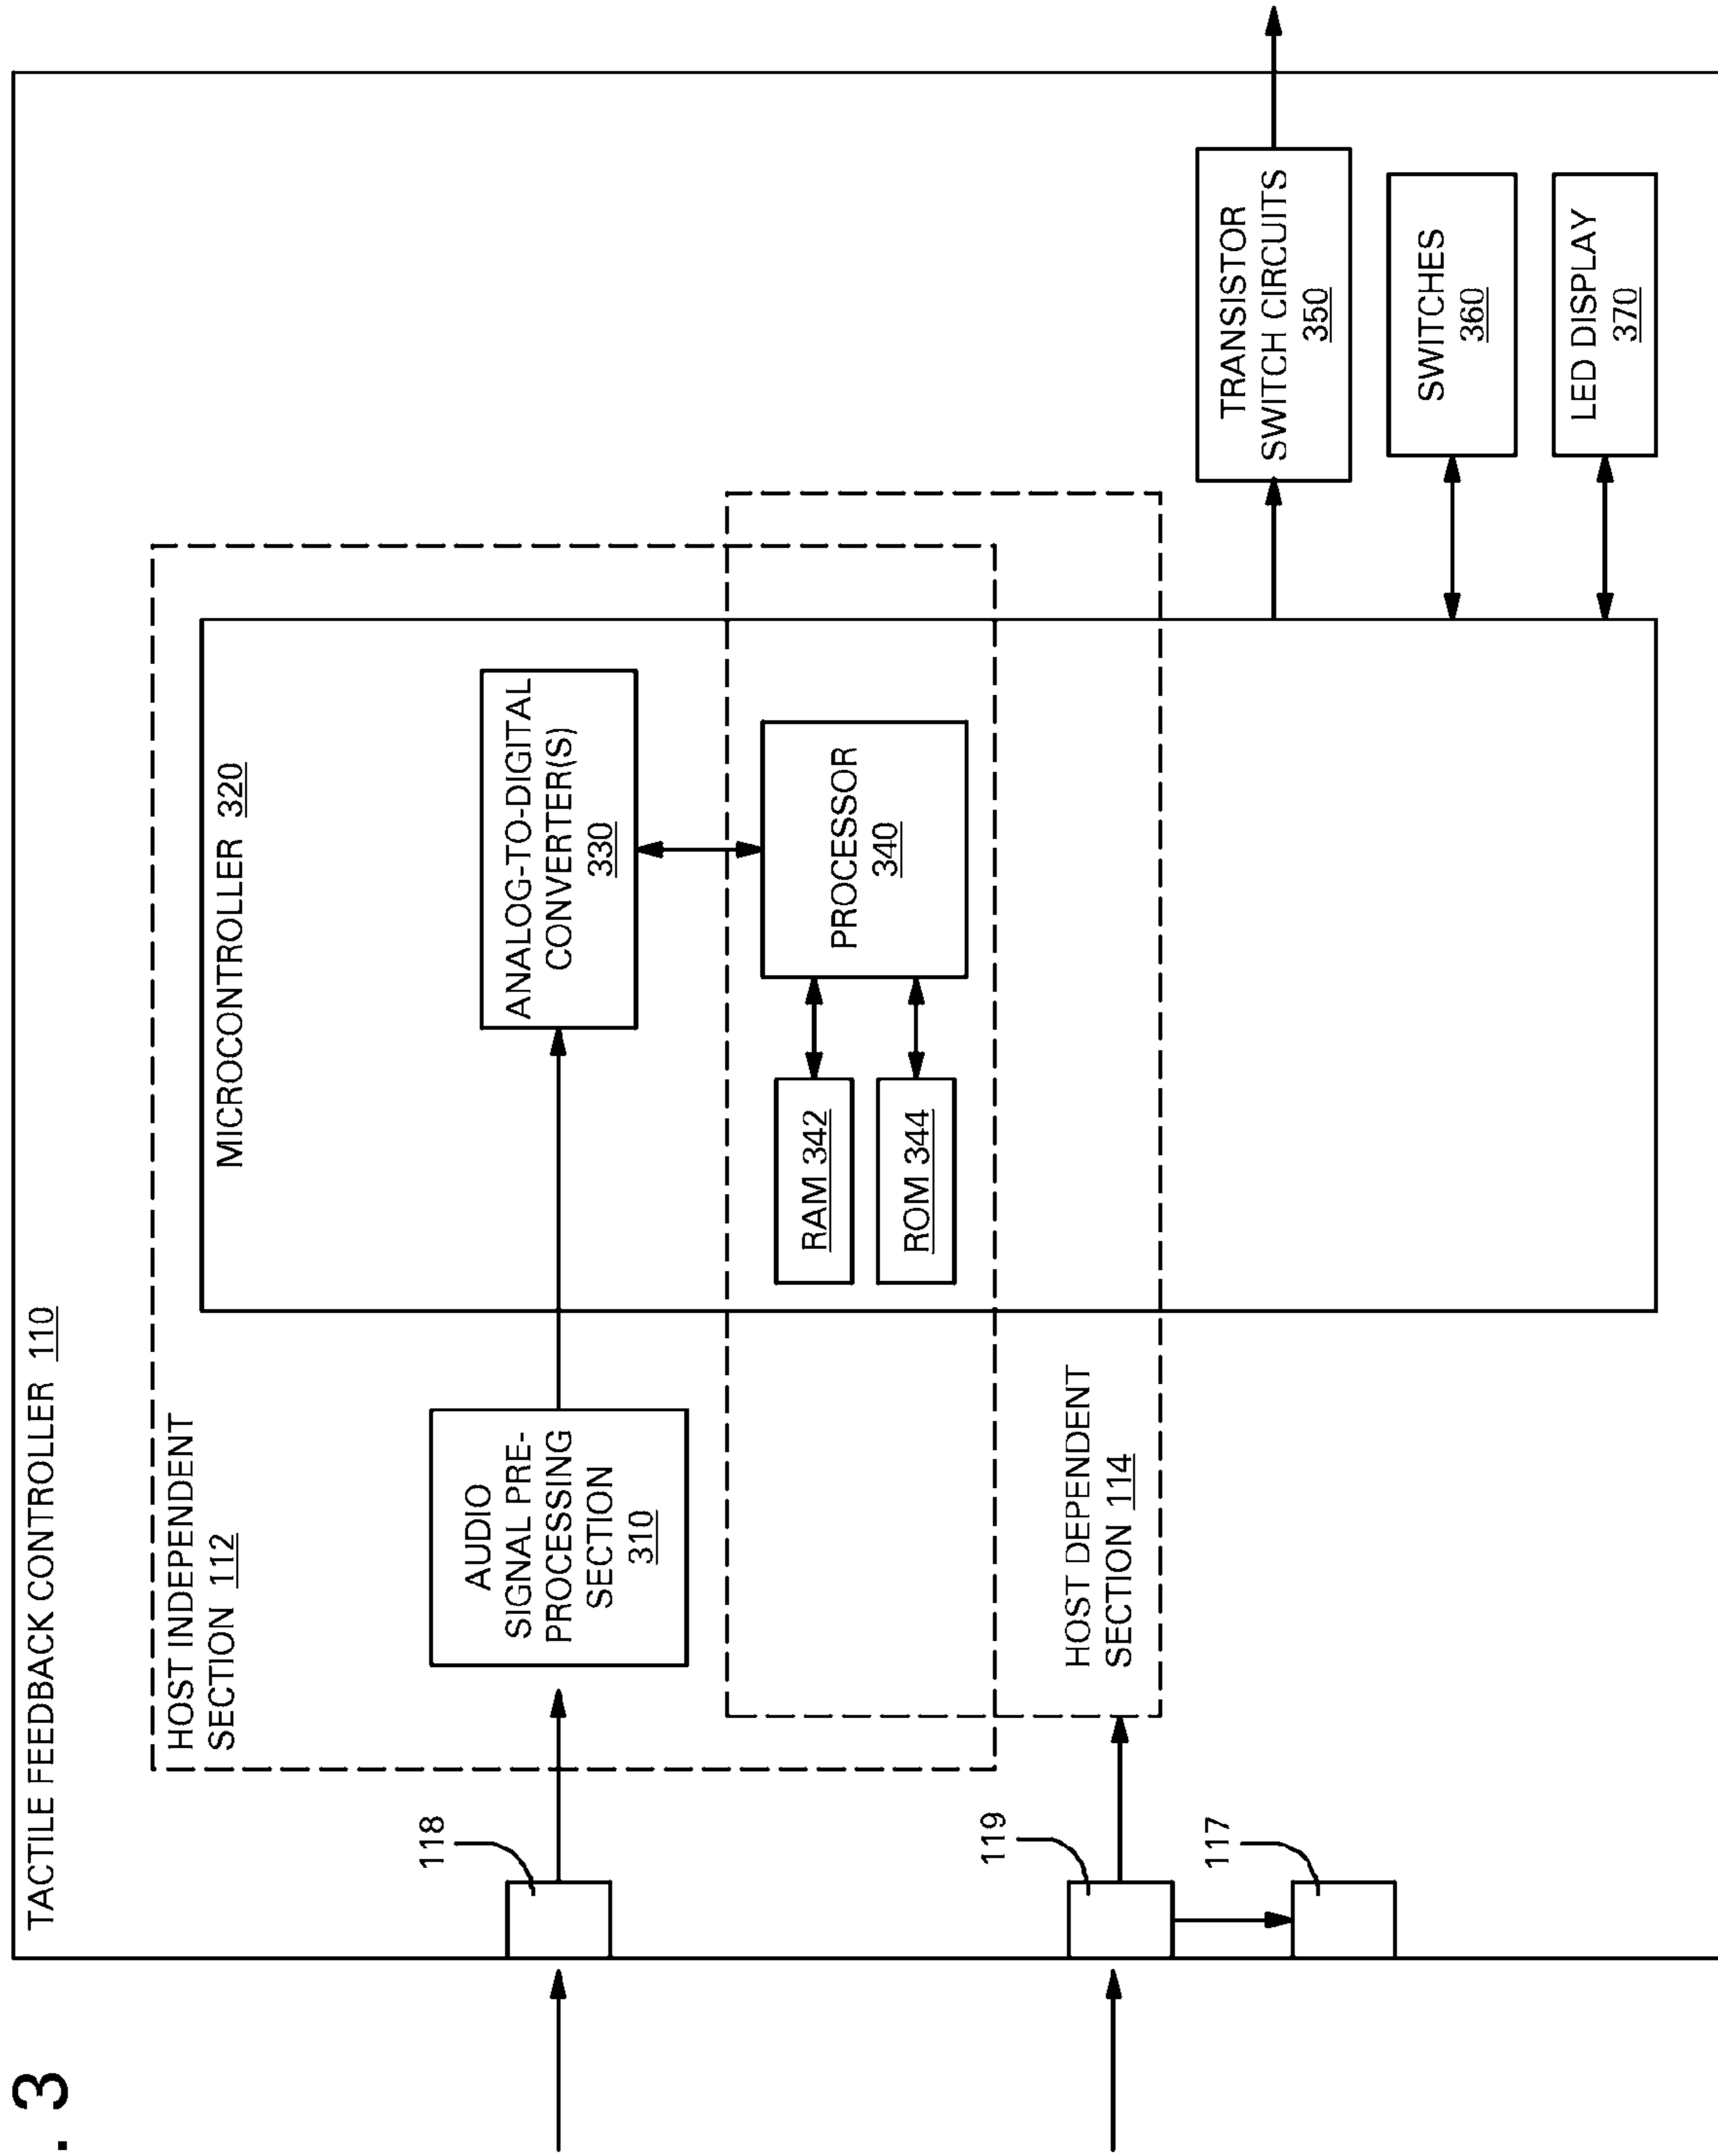 . 3
TACTILE FEEDBACK CONTROLLER 110
HOST INDEPENDENT
SECTION 112
MICROCONTROLLER 320
118
AUDIO
SIGNAL PRE-
PROCESSING
SECTION
310
ANALOG-TO-DIGITAL
CONVERTER(S)
330
RAM 342
ROM 344
PROCESSOR
340
119
HOST DEPENDENT
SECTION 114
117
TRANSISTOR
SWITCH CIRCUITS
350
SWITCHES
360
LED DISPLAY
370